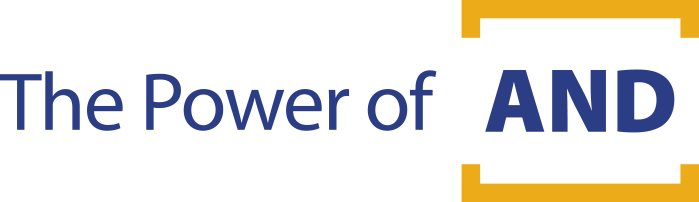 The Power of AND